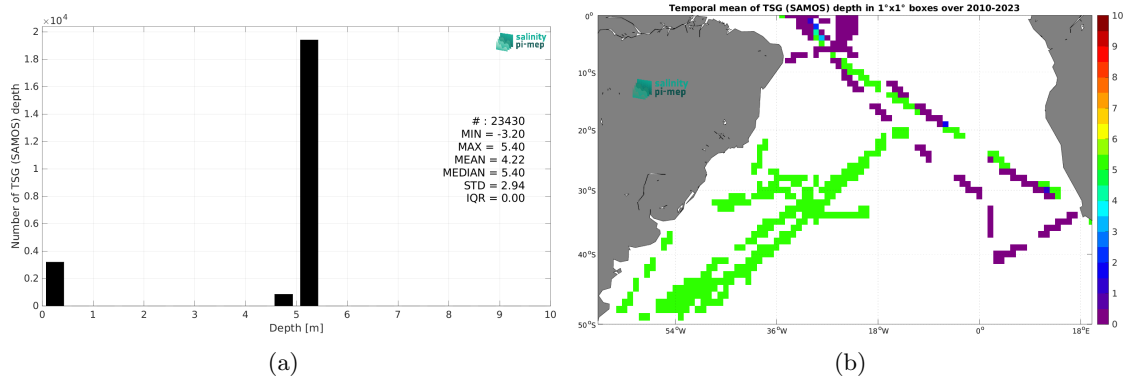 ×10⁴
2
1.8
1.6
1.4
1.2
1
0.8
0.6
0.4
0.2
0
Number of TSG (SAMOS) depth
0 1 2 3 4 5 6 7 8 9 10
Depth [m]
salinity
pi-mep
# : 23430
MIN = -3.20
MAX = 5.40
MEAN = 4.22
MEDIAN = 5.40
STD = 2.94
IQR = 0.00
(a)
Temporal mean of TSG (SAMOS) depth in 1°x1° boxes over 2010-2023
0°
10°S
20°S
30°S
40°S
50°S
54°W 36°W 18°W 0° 18°E
salinity
pi-mep
10
9
8
7
6
5
4
3
2
1
0
(b)